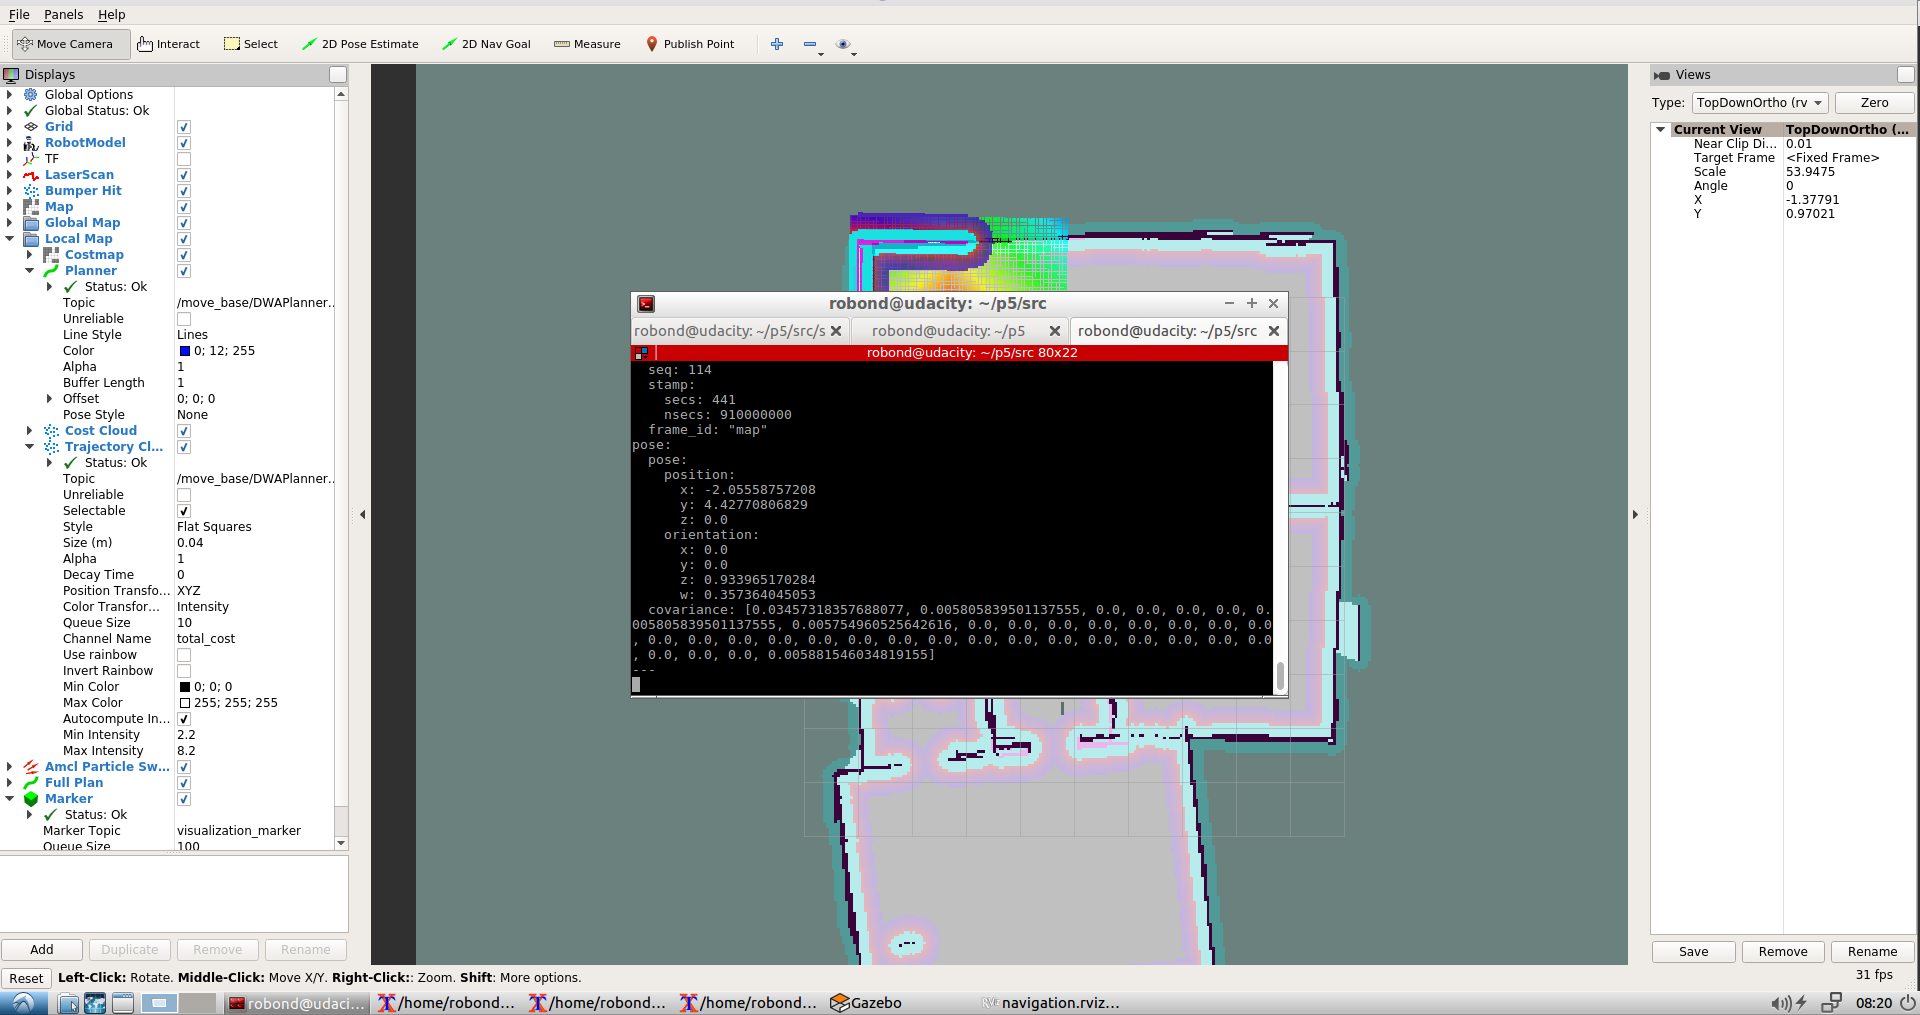 File Panels Help
Move Camera Interact Select 2D Pose Estimate 2D Nav Goal Measure Publish Point
Displays
Global Options
Global Status: Ok
Grid
RobotModel
TF
LaserScan
Bumper Hit
Map
Global Map
Local Map
Costmap
Planner
Status: Ok
Topic /move_base/DWAPlanner...
Unreliable
Line Style Lines
Color 0; 12; 255
Alpha 1
Buffer Length 1
Offset 0; 0; 0
Pose Style None
Cost Cloud
Trajectory Cl...
Status: Ok
Topic /move_base/DWAPlanner...
Unreliable
Selectable
Style Flat Squares
Size (m) 0.04
Alpha 1
Decay Time 0
Position Transfo... XYZ
Color Transfor... Intensity
Queue Size 10
Channel Name total_cost
Use rainbow
Invert Rainbow
Min Color 0; 0; 0
Max Color 255; 255; 255
Autocompute In...
Min Intensity 2.2
Max Intensity 8.2
Amcl Particle Sw...
Full Plan
Marker
Status: Ok
Marker Topic visualization_marker
Queue Size 100
Add Duplicate Remove Rename
robond@udacity: ~/p5/src
robond@udacity: ~/p5/src/s robond@udacity: ~/p5 robond@udacity: ~/p5/src
robond@udacity: ~/p5/src 80x22
seq: 114
stamp:
secs: 441
nsecs: 910000000
frame_id: "map"
pose:
pose:
position:
x: -2.05558757208
y: 4.42770806829
z: 0.0
orientation:
x: 0.0
y: 0.0
z: 0.933965170284
w: 0.357364045053
covariance: [0.03457318357688077, 0.005805839501137555, 0.0, 0.0, 0.0, 0.0, 0.
005805839501137555, 0.005754960525642616, 0.0, 0.0, 0.0, 0.0, 0.0, 0.0, 0.0, 0.0
, 0.0, 0.0, 0.0, 0.0, 0.0, 0.0, 0.0, 0.0, 0.0, 0.0, 0.0, 0.0, 0.0, 0.0, 0.0, 0.0
, 0.0, 0.0, 0.0, 0.005881546034819155]
---
Views
Type: TopDownOrtho (rv Zero
Current View TopDownOrtho (...
Near Clip Di... 0.01
Target Frame <Fixed Frame>
Scale 53.9475
Angle 0
X -1.37791
Y 0.97021
Save Remove Rename
Reset Left-Click: Rotate. Middle-Click: Move X/Y. Right-Click:: Zoom. Shift: More options.
31 fps
robond@udaci... /home/robond... /home/robond... /home/robond... Gazebo navigation.rviz... 08:20